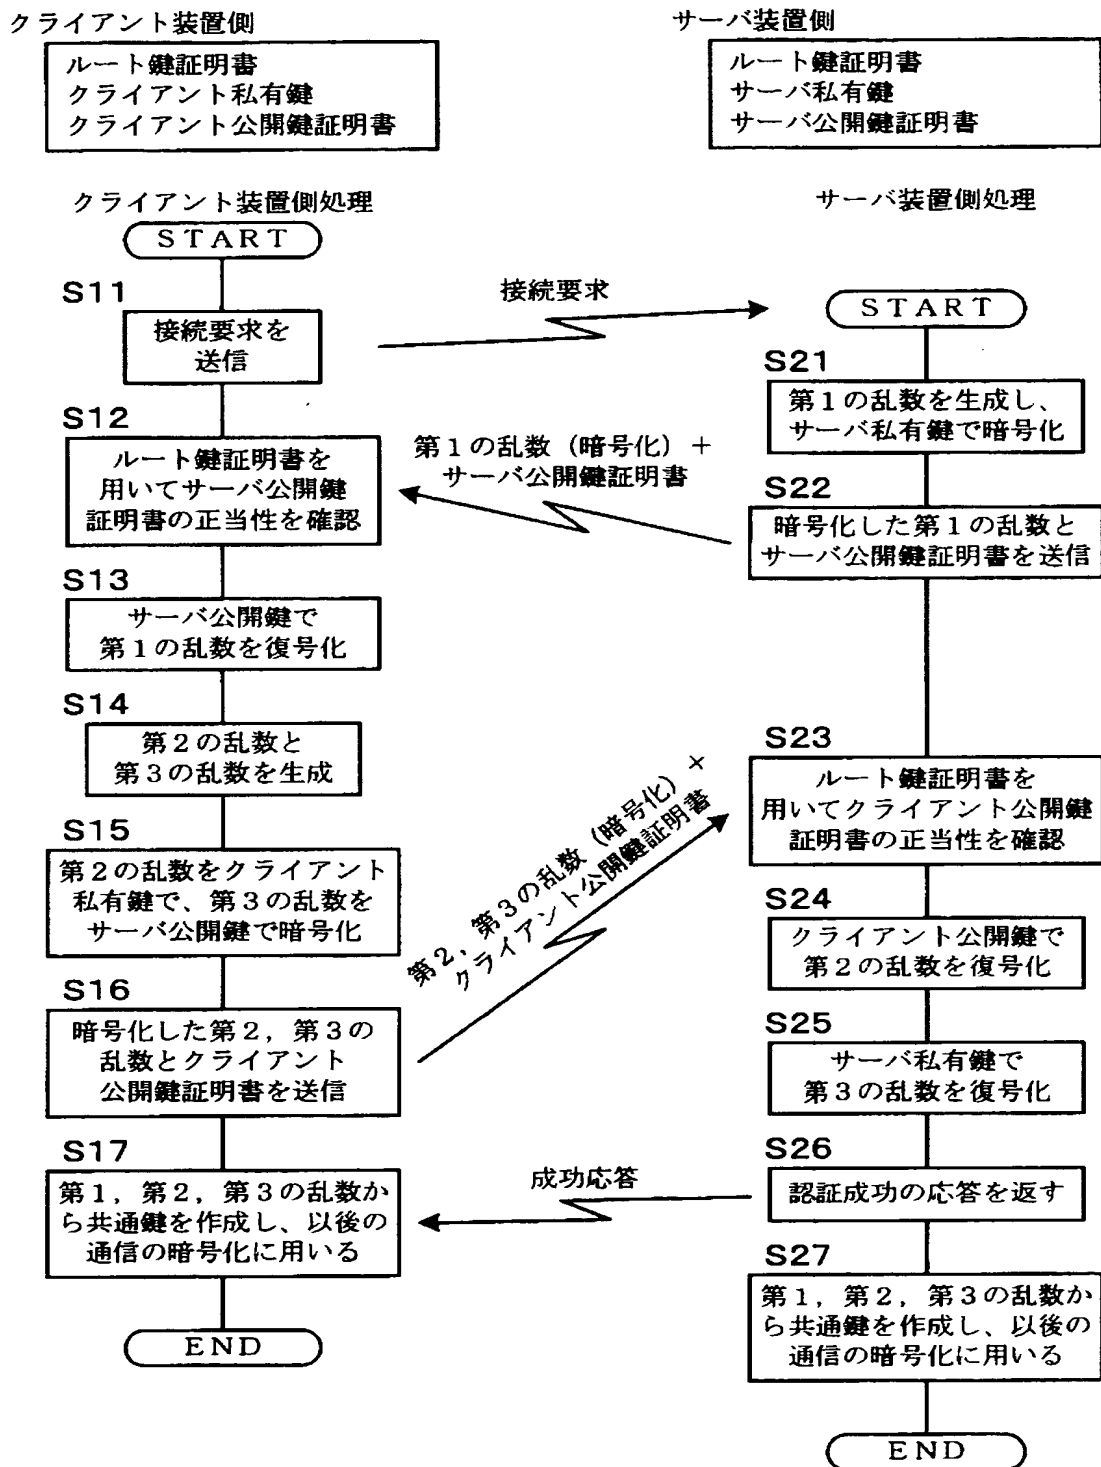 クライアント装置側
ルート鍵証明書
クライアント私有鍵
クライアント公開鍵証明書
サーバ装置側
ルート鍵証明書
サーバ私有鍵
サーバ公開鍵証明書
クライアント装置側処理
START
S11
接続要求を
送信
接続要求
サーバ装置側処理
START
S21
第1の乱数を生成し、
サーバ私有鍵で暗号化
S12
ルート鍵証明書を
用いてサーバ公開鍵
証明書の正当性を確認
第1の乱数（暗号化）＋
サーバ公開鍵証明書
S22
暗号化した第1の乱数と
サーバ公開鍵証明書を送信
S13
サーバ公開鍵で
第1の乱数を復号化
S14
第2の乱数と
第3の乱数を生成
S15
第2の乱数をクライアント
私有鍵で、第3の乱数を
サーバ公開鍵で暗号化
S16
暗号化した第2，第3の
乱数とクライアント
公開鍵証明書を送信
第2，第3の乱数（暗号化）＋
クライアント公開鍵証明書
S23
ルート鍵証明書を
用いてクライアント公開鍵
証明書の正当性を確認
S24
クライアント公開鍵で
第2の乱数を復号化
S25
サーバ私有鍵で
第3の乱数を復号化
S26
認証成功の応答を返す
成功応答
S17
第1，第2，第3の乱数か
ら共通鍵を作成し、以後の
通信の暗号化に用いる
END
S27
第1，第2，第3の乱数か
ら共通鍵を作成し、以後の
通信の暗号化に用いる
END